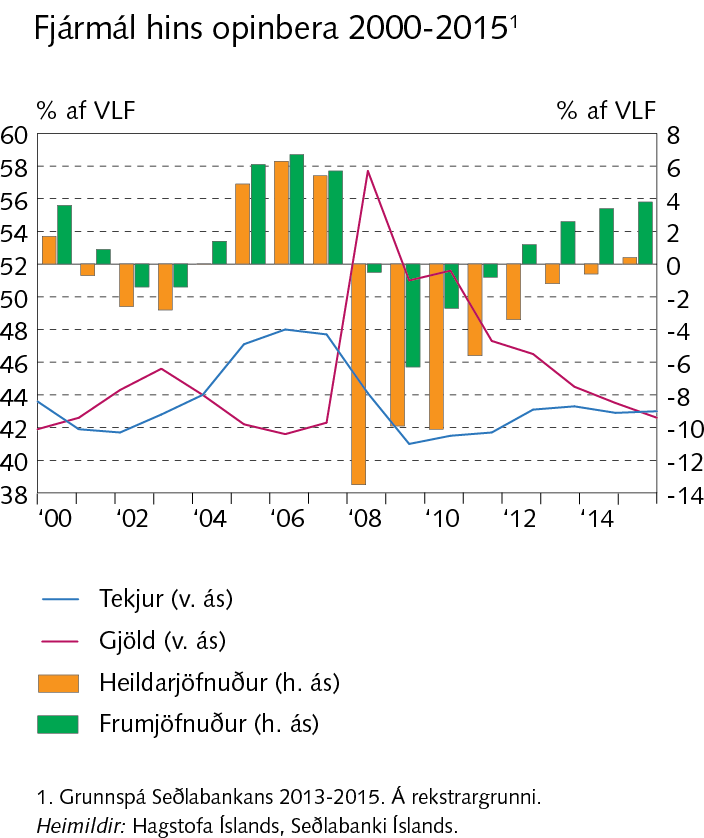 Fjármál hins opinbera 2000-2015¹
% af VLF % af VLF
60 8
58 6
56 4
54 2
52 0
50 -2
48 -4
46 -6
44 -8
42 -10
40 -12
38 -14
‘00 ‘02 ‘04 ‘06 ‘08 ‘10 ‘12 ‘14
Tekjur (v. ás)
Gjöld (v. ás)
Heildarjöfnuður (h. ás)
Frumjöfnuður (h. ás)
1. Grunnspá Seðlabankans 2013-2015. Á rekstrargrunni.
Heimildir: Hagstofa Íslands, Seðlabanki Íslands.